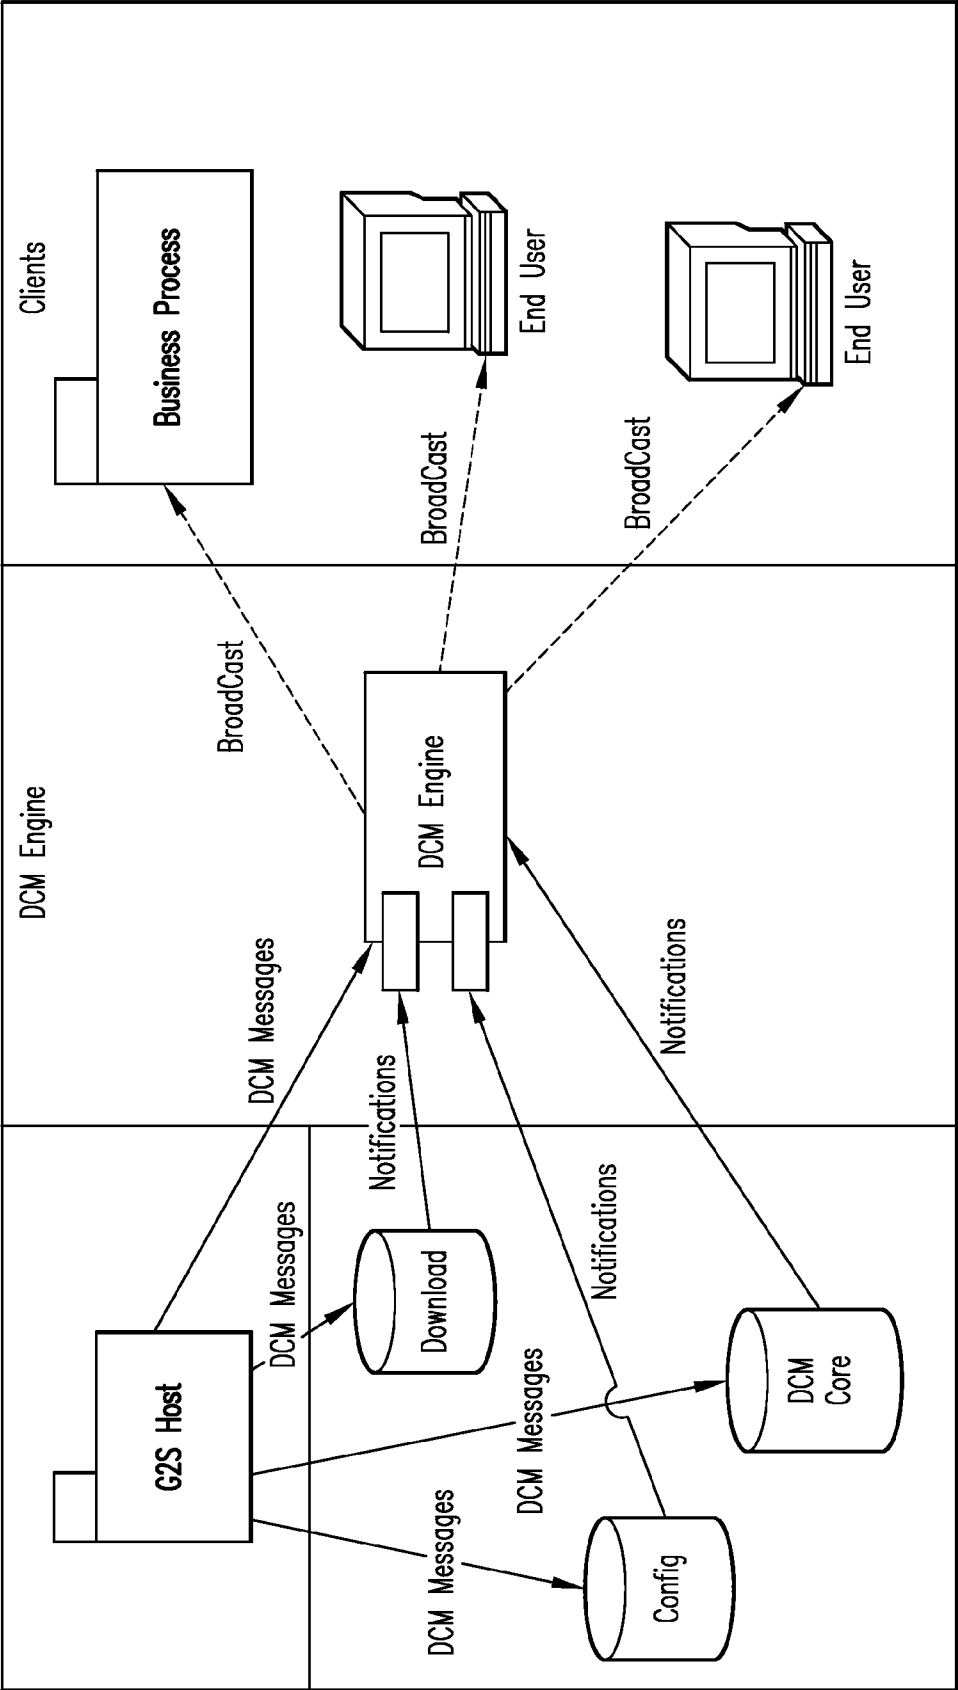 DCM Engine
Clients
G2S Host
DCM Messages
BroadCast
Business Process
DCM Messages
Download
Notifications
DCM Engine
BroadCast
End User
DCM Messages
Config
DCM Messages
Notifications
DCM
Core
Notifications
BroadCast
End User